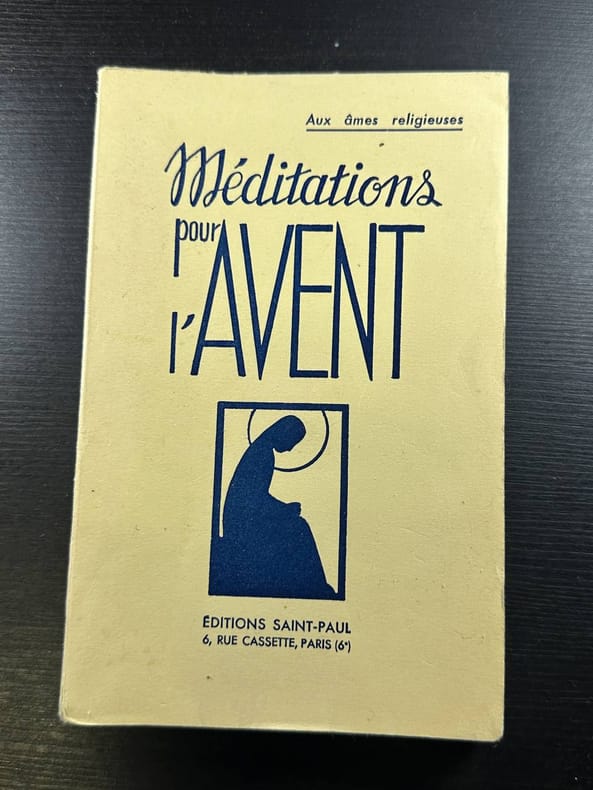 Aux âmes religieuses
Méditations
pour
l'AVENT
ÉDITIONS SAINT-PAUL
6, RUE CASSETTE, PARIS (6e)